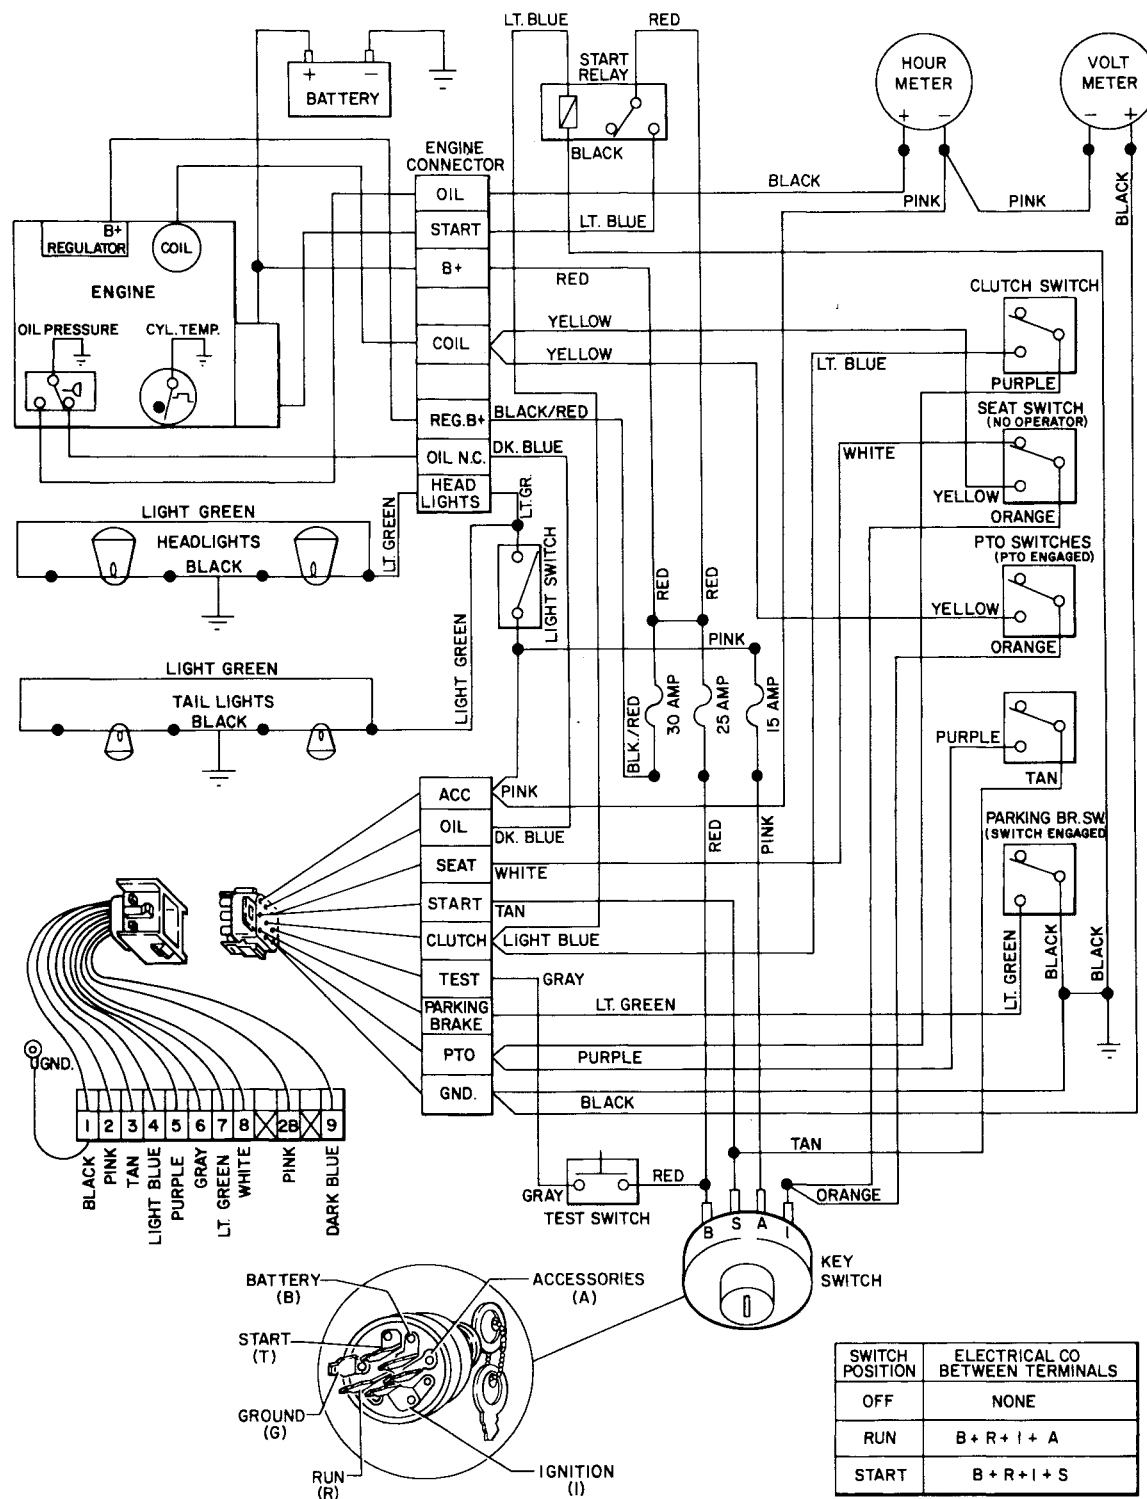 LT. BLUE
RED
START
RELAY
BATTERY
+
−
BLACK
HOUR
METER
+ −
VOLT
METER
− +
ENGINE
CONNECTOR
OIL
START
B+
COIL
REG.B+
OIL N.C.
HEAD
LIGHTS
BLACK
PINK
PINK
BLACK
LT. BLUE
RED
YELLOW
YELLOW
BLACK/RED
DK. BLUE
LT.GR.
B+
REGULATOR
COIL
ENGINE
OIL PRESSURE
CYL. TEMP.
CLUTCH SWITCH
LT. BLUE
PURPLE
SEAT SWITCH
(NO OPERATOR)
WHITE
YELLOW
ORANGE
PTO SWITCHES
(PTO ENGAGED)
YELLOW
ORANGE
PURPLE
TAN
PARKING BR. SW.
(SWITCH ENGAGED
LT. GREEN
BLACK
BLACK
LIGHT GREEN
HEADLIGHTS
BLACK
LT. GREEN
LIGHT SWITCH
LIGHT GREEN
LIGHT GREEN
TAIL LIGHTS
BLACK
RED
RED
PINK
30 AMP
25 AMP
15 AMP
BLK./RED
RED
PINK
ACC
PINK
OIL
DK. BLUE
SEAT
WHITE
START
TAN
CLUTCH
LIGHT BLUE
TEST
GRAY
PARKING
BRAKE
LT. GREEN
PTO
PURPLE
GND.
BLACK
GND.
1 2 3 4 5 6 7 8 2B 9
BLACK
PINK
TAN
LIGHT BLUE
PURPLE
GRAY
LT. GREEN
WHITE
PINK
DARK BLUE
TAN
GRAY
RED
TEST SWITCH
ORANGE
B S A I
KEY
SWITCH
BATTERY
(B)
ACCESSORIES
(A)
START
(T)
GROUND
(G)
RUN
(R)
IGNITION
(I)
SWITCH POSITION ELECTRICAL CO BETWEEN TERMINALS
OFF NONE
RUN B + R + I + A
START B + R + I + S